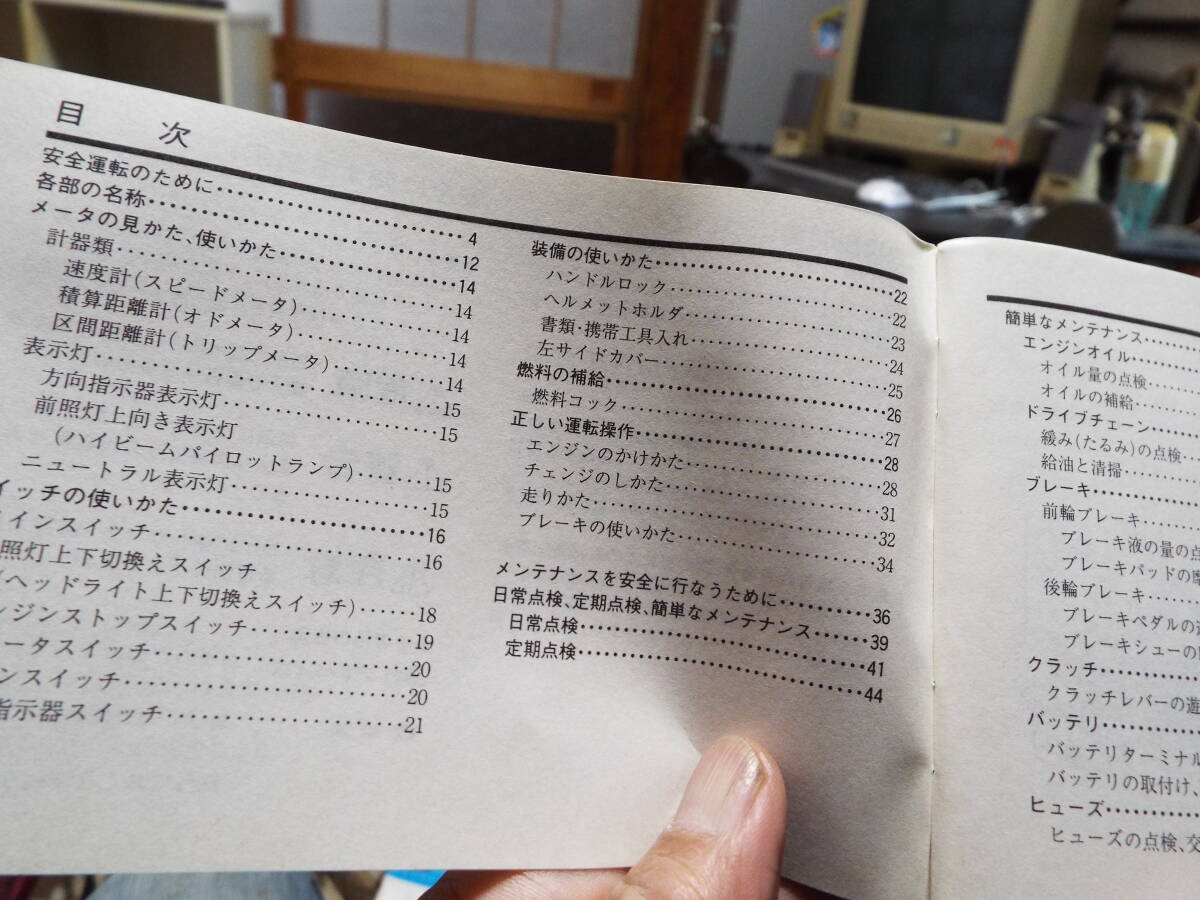 目 次
安全運転のために……………………4
各部の名称……………………12
メータの見かた、使いかた……………………14
計器類……………………14
速度計(スピードメータ)……………………14
積算距離計(オドメータ)……………………14
区間距離計(トリップメータ)……………………14
表示灯……………………15
方向指示器表示灯……………………15
前照灯上向き表示灯
(ハイビームパイロットランプ)……………………15
ニュートラル表示灯……………………15
イッチの使いかた……………………16
インスイッチ……………………16
照灯上下切換えスイッチ
ヘッドライト上下切換えスイッチ)……………………18
ンジンストップスイッチ……………………19
ータスイッチ……………………20
ンスイッチ……………………20
指示器スイッチ……………………21
装備の使いかた……………………22
ハンドルロック……………………22
ヘルメットホルダ……………………23
書類・携帯工具入れ……………………24
左サイドカバー……………………25
燃料の補給……………………26
燃料コック……………………27
正しい運転操作……………………28
エンジンのかけかた……………………28
チェンジのしかた……………………31
走りかた……………………32
ブレーキの使いかた……………………34
メンテナンスを安全に行なうために……………………36
日常点検、定期点検、簡単なメンテナンス……………………39
日常点検……………………41
定期点検……………………44
簡単なメンテナンス……………………
エンジンオイル……………………
オイル量の点検……………………
オイルの補給……………………
ドライブチェーン……………………
緩み(たるみ)の点検……………………
給油と清掃……………………
ブレーキ……………………
前輪ブレーキ……………………
ブレーキ液の量の点
ブレーキパッドの摩
後輪ブレーキ……………………
ブレーキペダルの遊
ブレーキシューの
クラッチ……………………
クラッチレバーの遊
バッテリ……………………
バッテリターミナル
バッテリの取付け、
ヒューズ……………………
ヒューズの点検、交